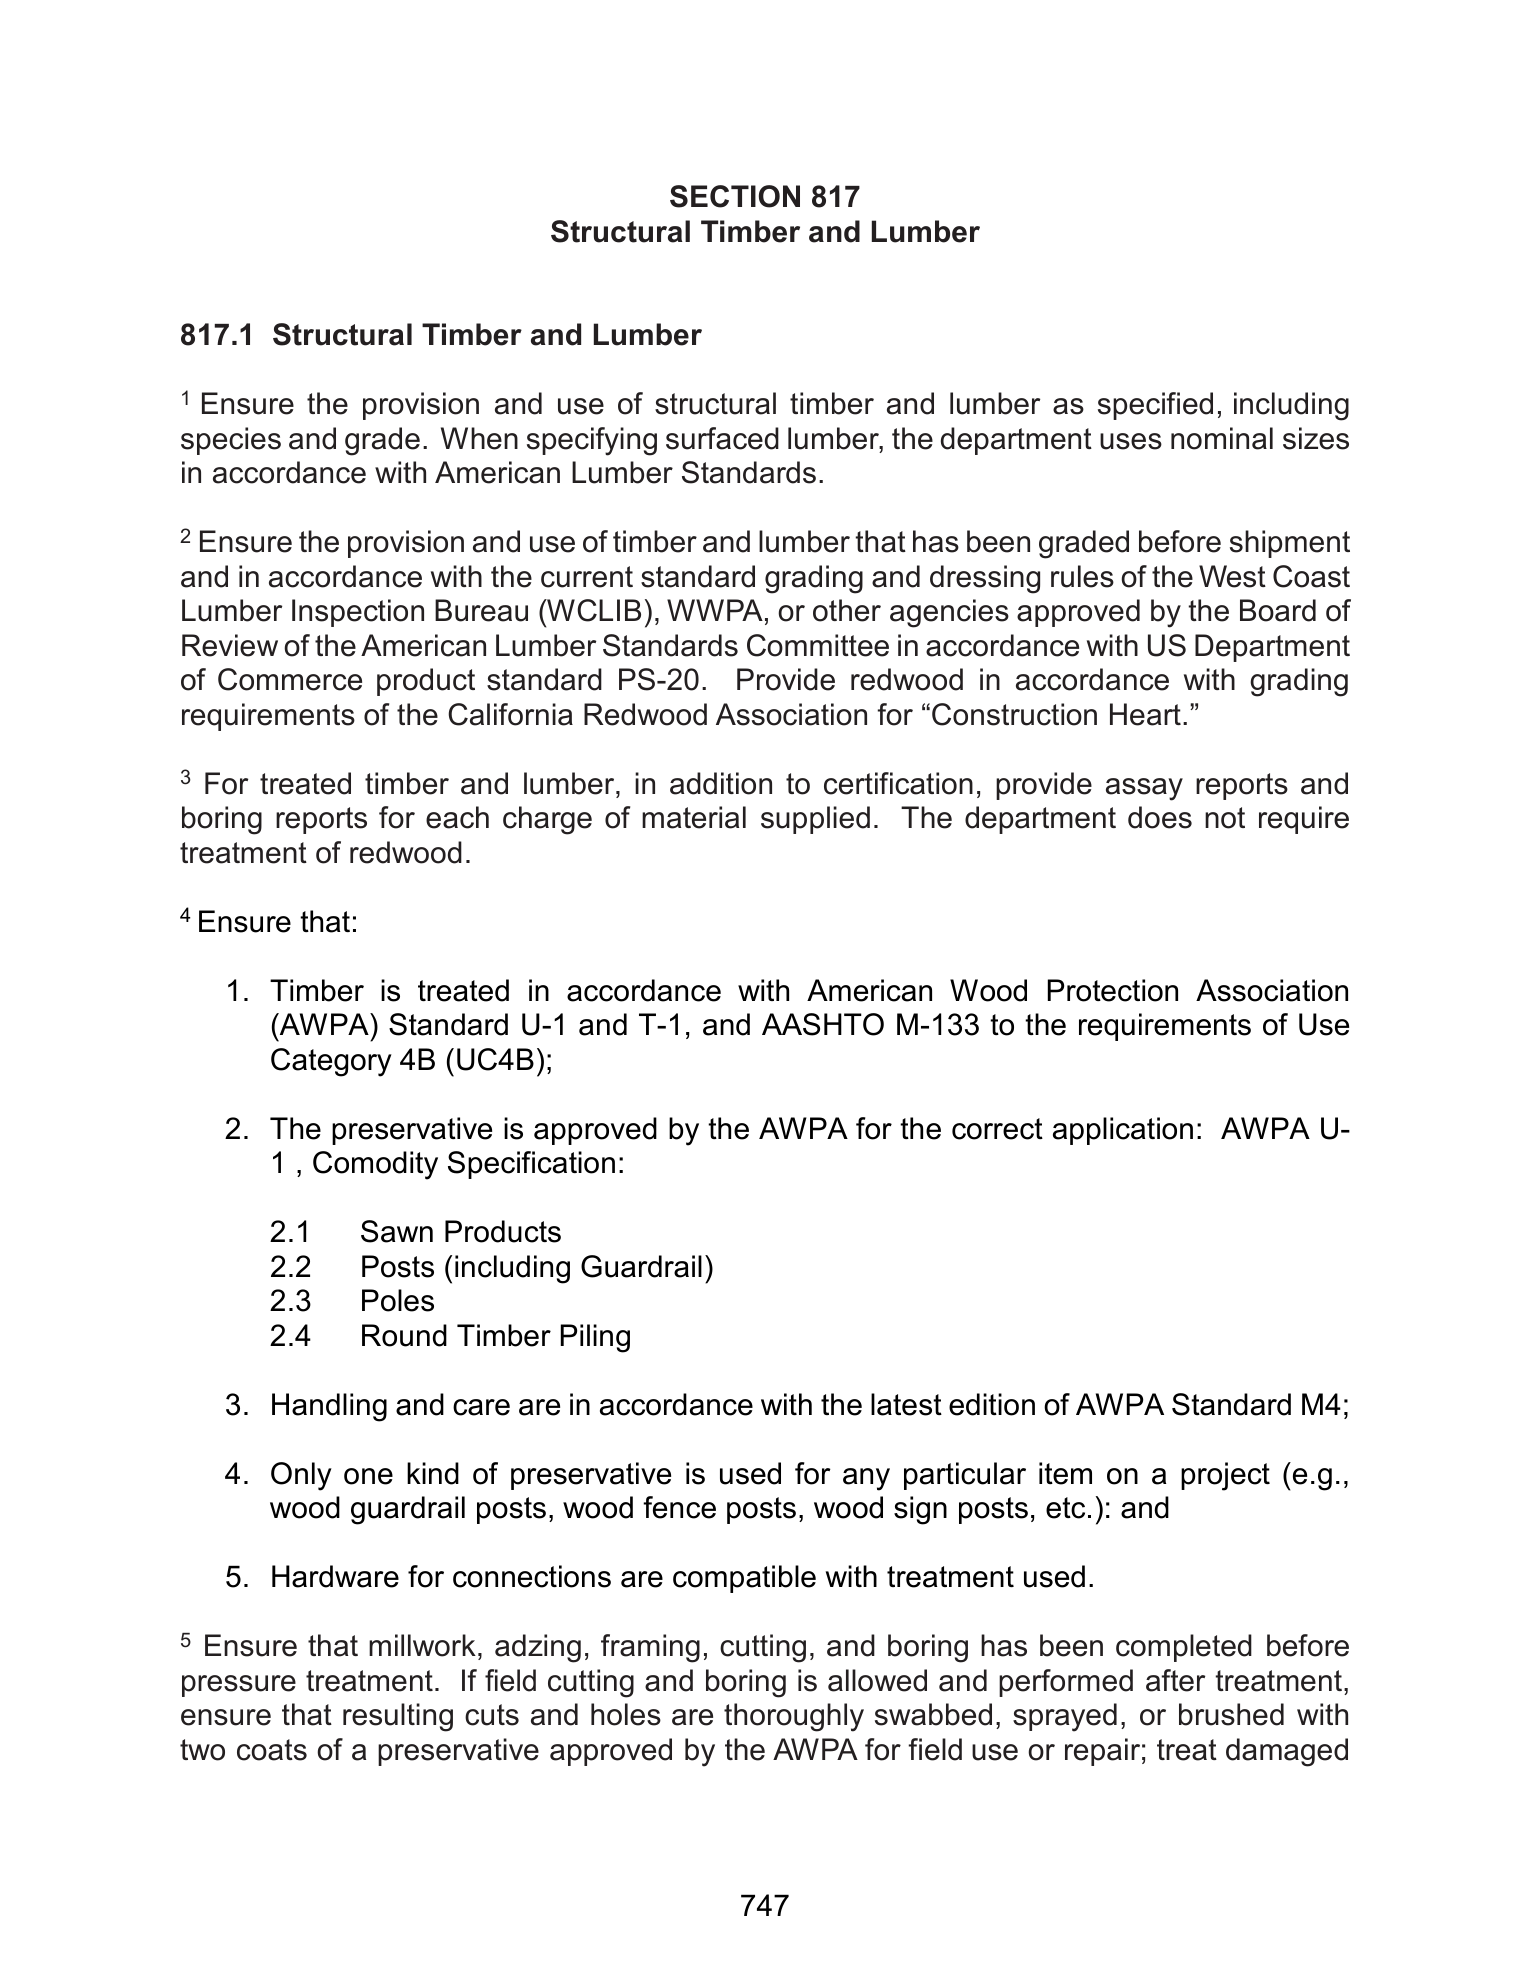 SECTION 817
Structural Timber and Lumber
817.1 Structural Timber and Lumber
1 Ensure the provision and use of structural timber and lumber as specified, including
species and grade. When specifying surfaced lumber, the department uses nominal sizes
in accordance with American Lumber Standards.
2 Ensure the provision and use of timber and lumber that has been graded before shipment
and in accordance with the current standard grading and dressing rules of the West Coast
Lumber Inspection Bureau (WCLIB), WWPA, or other agencies approved by the Board of
Review of the American Lumber Standards Committee in accordance with US Department
of Commerce product standard PS-20. Provide redwood in accordance with grading
requirements of the California Redwood Association for “Construction Heart.”
3 For treated timber and lumber, in addition to certification, provide assay reports and
boring reports for each charge of material supplied. The department does not require
treatment of redwood.
4 Ensure that:
1. Timber is treated in accordance with American Wood Protection Association
(AWPA) Standard U-1 and T-1, and AASHTO M-133 to the requirements of Use
Category 4B (UC4B);
2. The preservative is approved by the AWPA for the correct application: AWPA U-
1 , Comodity Specification:
2.1 Sawn Products
2.2 Posts (including Guardrail)
2.3 Poles
2.4 Round Timber Piling
3. Handling and care are in accordance with the latest edition of AWPA Standard M4;
4. Only one kind of preservative is used for any particular item on a project (e.g.,
wood guardrail posts, wood fence posts, wood sign posts, etc.): and
5. Hardware for connections are compatible with treatment used.
5 Ensure that millwork, adzing, framing, cutting, and boring has been completed before
pressure treatment. If field cutting and boring is allowed and performed after treatment,
ensure that resulting cuts and holes are thoroughly swabbed, sprayed, or brushed with
two coats of a preservative approved by the AWPA for field use or repair; treat damaged
747